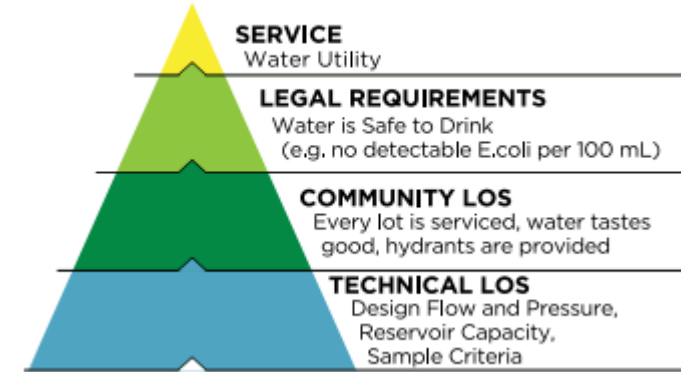 SERVICE
Water Utility
LEGAL REQUIREMENTS
Water is Safe to Drink
(e.g. no detectable E.coli per 100 mL)
COMMUNITY LOS
Every lot is serviced, water tastes
good, hydrants are provided
TECHNICAL LOS
Design Flow and Pressure,
Reservoir Capacity,
Sample Criteria